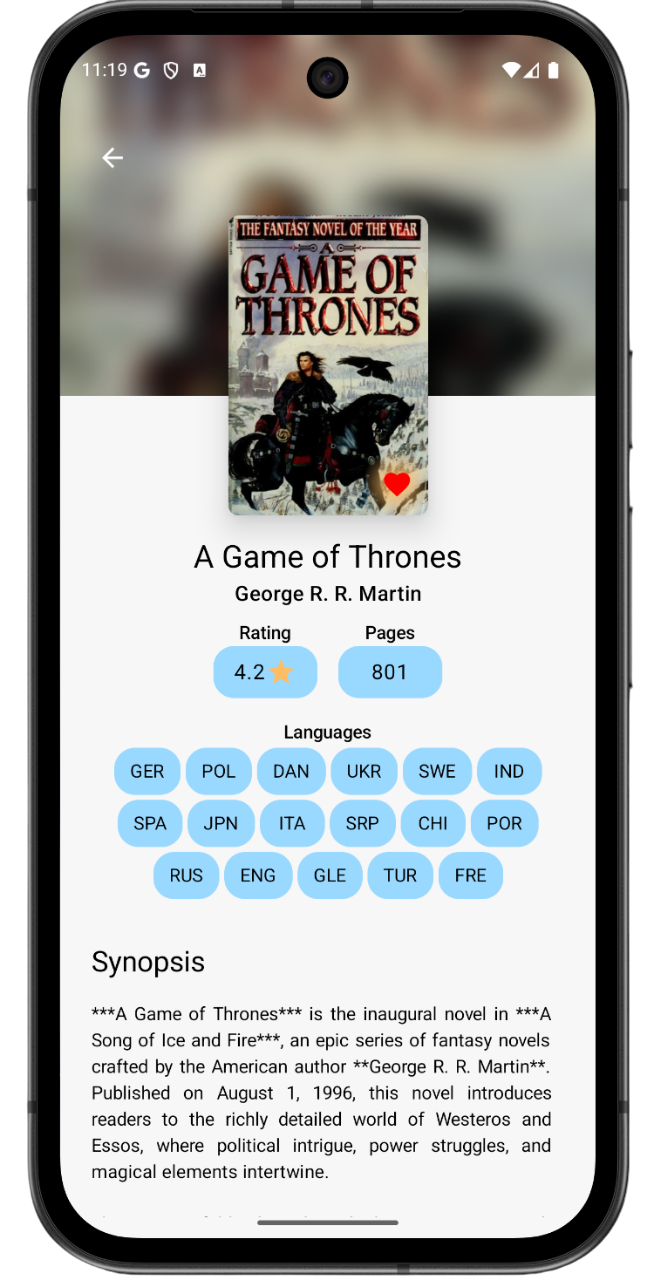 11:19
THE FANTASY NOVEL OF THE YEAR
A
GAME OF
THRONES
A Game of Thrones
George R. R. Martin
Rating Pages
4.2 801
Languages
GER POL DAN UKR SWE IND
SPA JPN ITA SRP CHI POR
RUS ENG GLE TUR FRE
Synopsis
***A Game of Thrones*** is the inaugural novel in ***A
Song of Ice and Fire***, an epic series of fantasy novels
crafted by the American author **George R. R. Martin**.
Published on August 1, 1996, this novel introduces
readers to the richly detailed world of Westeros and
Essos, where political intrigue, power struggles, and
magical elements intertwine.